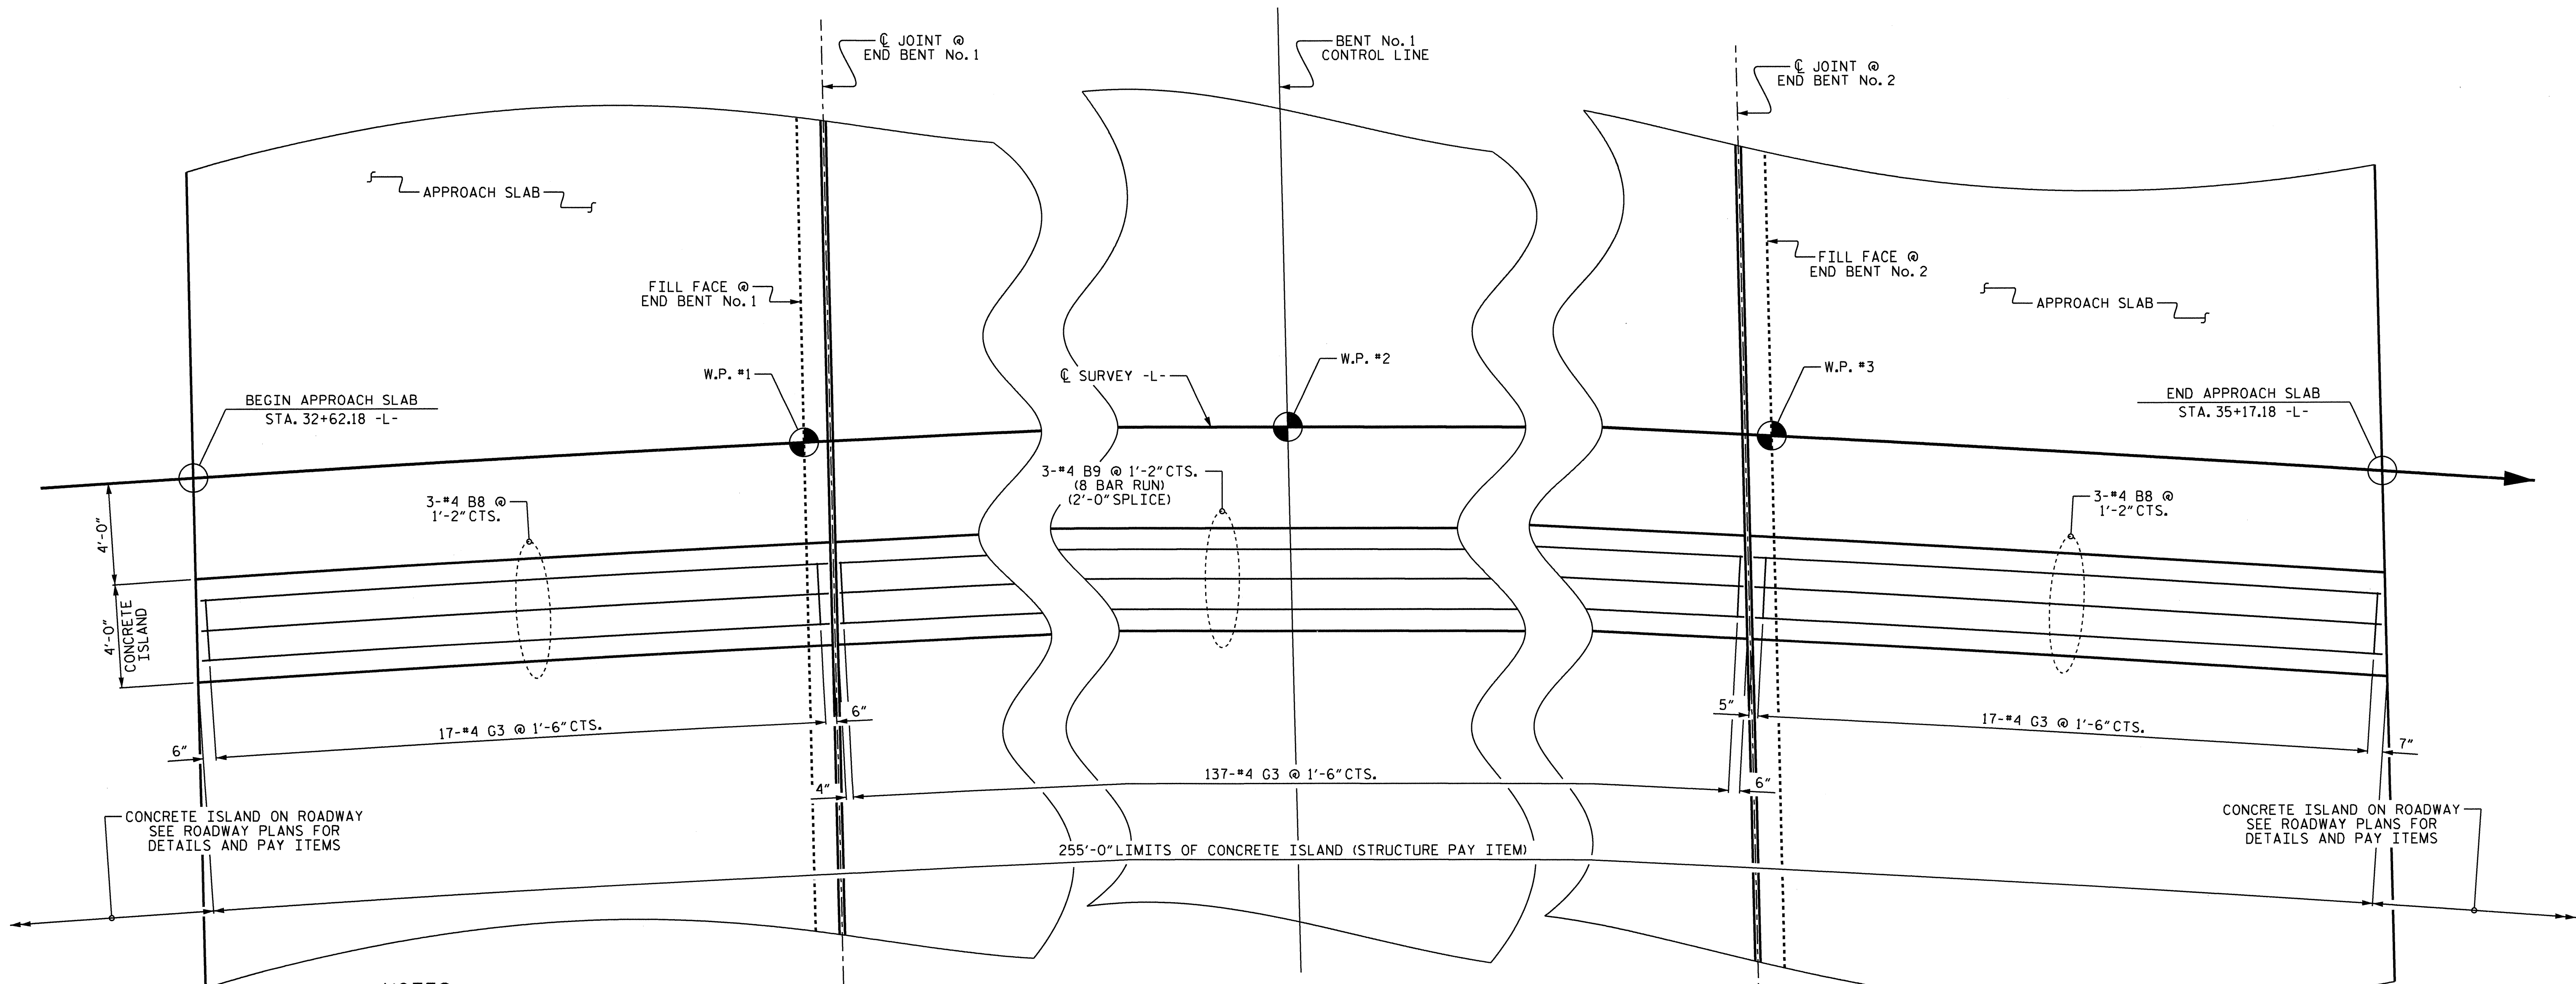 ℄ JOINT @
END BENT No. 1
BENT No. 1
CONTROL LINE
℄ JOINT @
END BENT No. 2
APPROACH SLAB
FILL FACE @
END BENT No. 1
FILL FACE @
END BENT No. 2
APPROACH SLAB
W.P. #1
℄ SURVEY -L-
W.P. #2
W.P. #3
BEGIN APPROACH SLAB
STA. 32+62.18 -L-
END APPROACH SLAB
STA. 35+17.18 -L-
4'-0"
3-#4 B8 @
1'-2" CTS.
3-#4 B9 @ 1'-2" CTS.
(8 BAR RUN)
(2'-0" SPLICE)
3-#4 B8 @
1'-2" CTS.
4'-0"
CONCRETE
ISLAND
6"
17-#4 G3 @ 1'-6" CTS.
6"
5"
17-#4 G3 @ 1'-6" CTS.
7"
4"
137-#4 G3 @ 1'-6" CTS.
6"
CONCRETE ISLAND ON ROADWAY
SEE ROADWAY PLANS FOR
DETAILS AND PAY ITEMS
255'-0" LIMITS OF CONCRETE ISLAND (STRUCTURE PAY ITEM)
CONCRETE ISLAND ON ROADWAY
SEE ROADWAY PLANS FOR
DETAILS AND PAY ITEMS